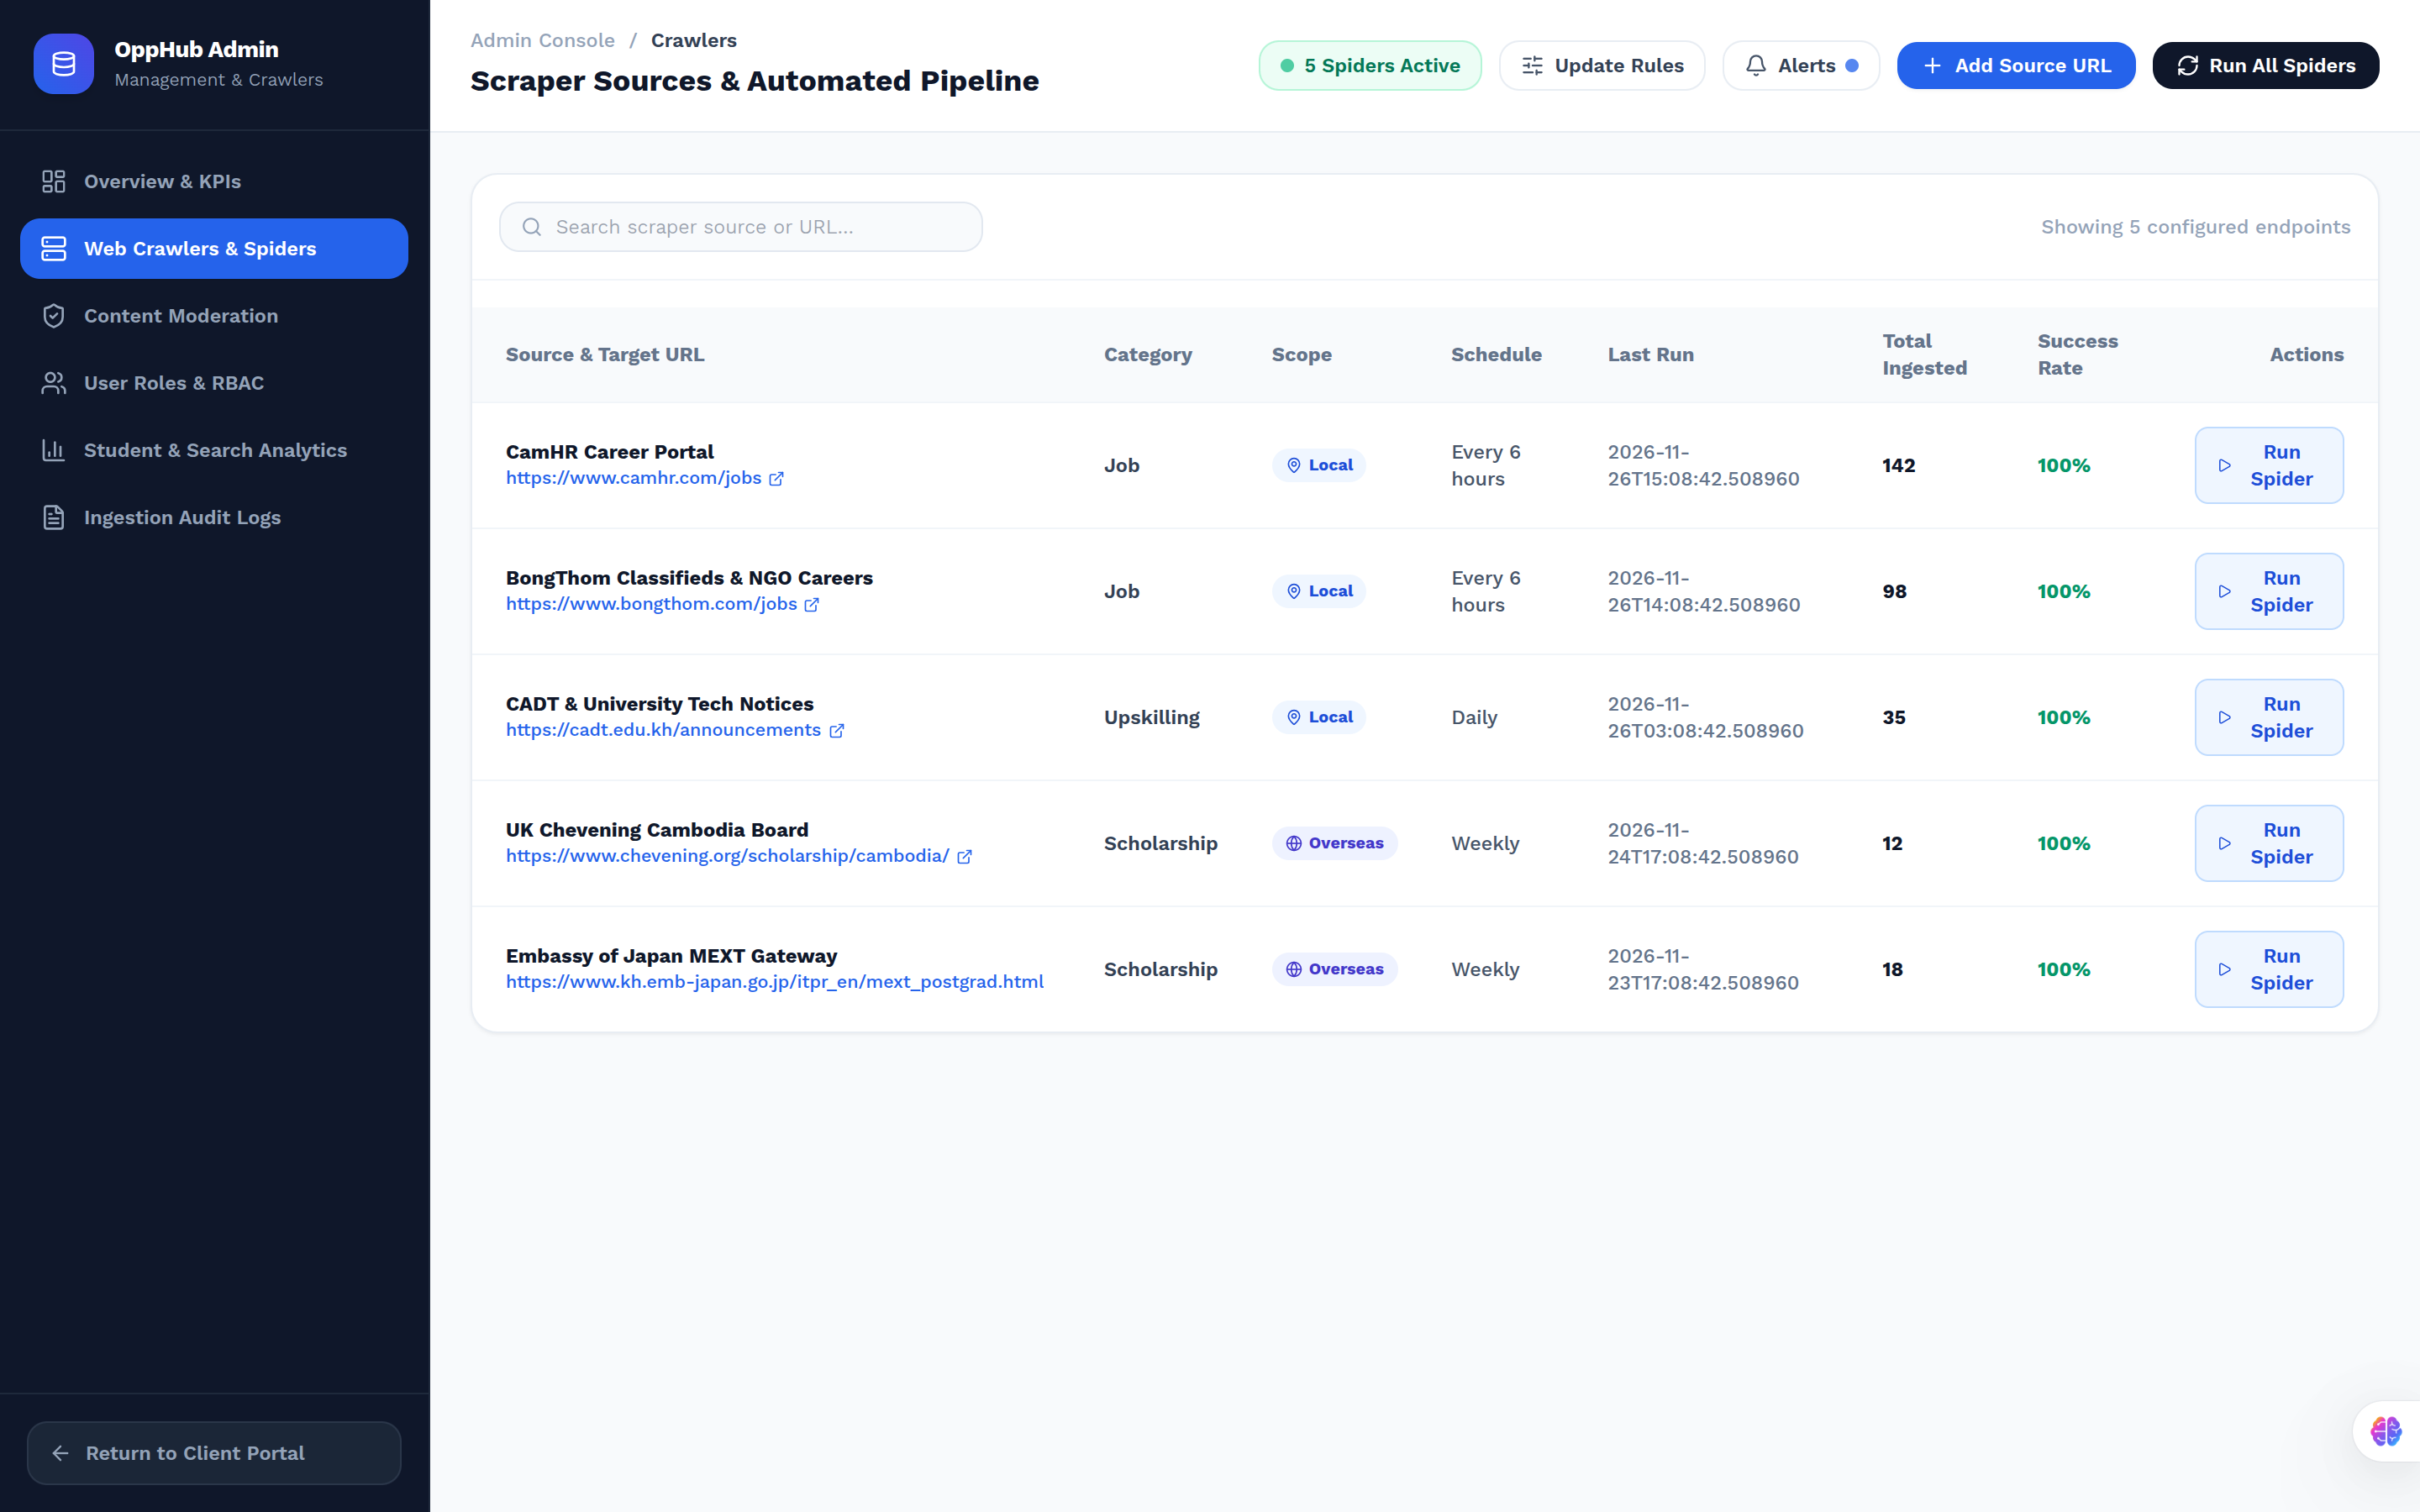 OppHub Admin
Management & Crawlers
Overview & KPIs
Web Crawlers & Spiders
Content Moderation
User Roles & RBAC
Student & Search Analytics
Ingestion Audit Logs
Return to Client Portal
Admin Console / Crawlers
Scraper Sources & Automated Pipeline
5 Spiders Active
Update Rules
Alerts
Add Source URL
Run All Spiders
Search scraper source or URL...
Showing 5 configured endpoints
Source & Target URL
Category
Scope
Schedule
Last Run
Total
Ingested
Success
Rate
Actions
CamHR Career Portal
https://www.camhr.com/jobs
Job
Local
Every 6
hours
2026-11-
26T15:08:42.508960
142
100%
Run
Spider
BongThom Classifieds & NGO Careers
https://www.bongthom.com/jobs
Job
Local
Every 6
hours
2026-11-
26T14:08:42.508960
98
100%
Run
Spider
CADT & University Tech Notices
https://cadt.edu.kh/announcements
Upskilling
Local
Daily
2026-11-
26T03:08:42.508960
35
100%
Run
Spider
UK Chevening Cambodia Board
https://www.chevening.org/scholarship/cambodia/
Scholarship
Overseas
Weekly
2026-11-
24T17:08:42.508960
12
100%
Run
Spider
Embassy of Japan MEXT Gateway
https://www.kh.emb-japan.go.jp/itpr_en/mext_postgrad.html
Scholarship
Overseas
Weekly
2026-11-
23T17:08:42.508960
18
100%
Run
Spider